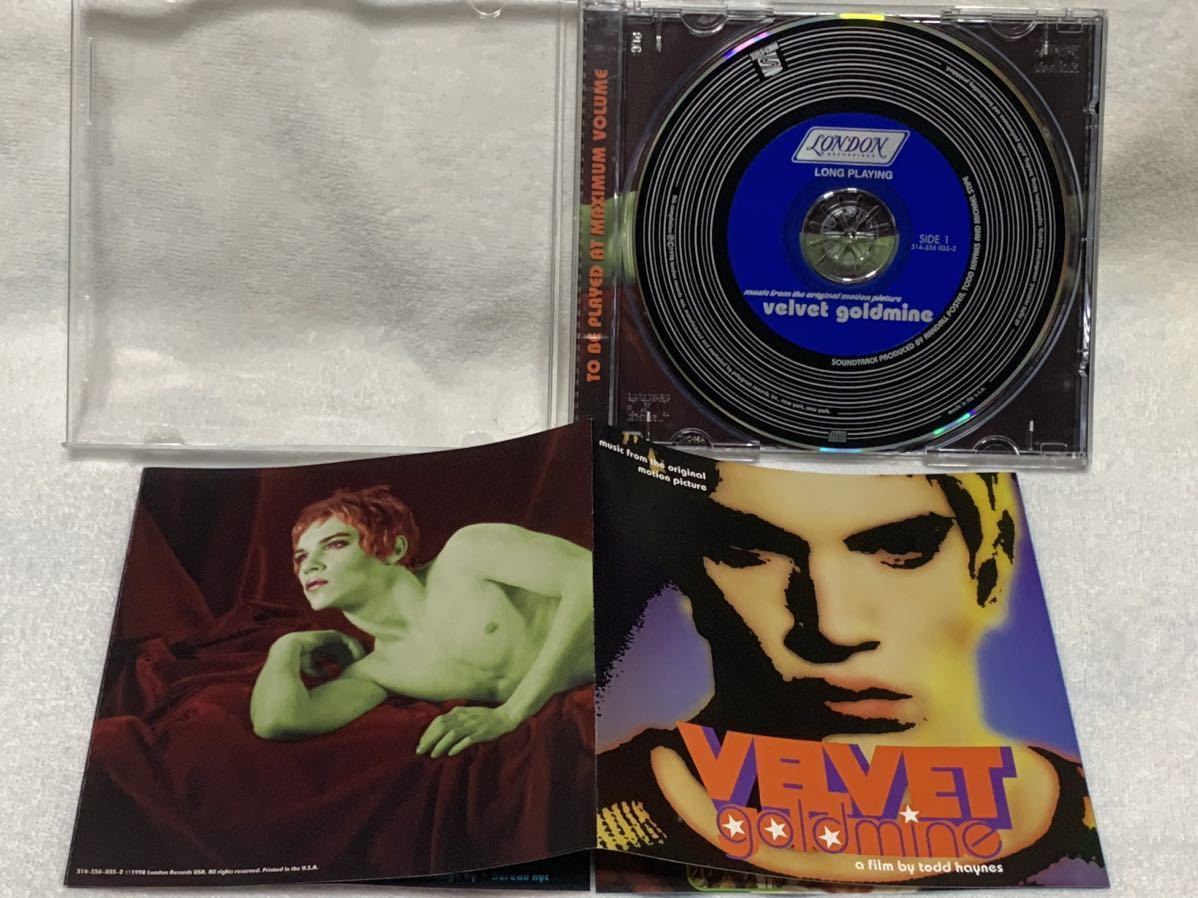 TO BE PLAYED AT MAXIMUM VOLUME
LONDON
RECORDINGS
LONG PLAYING
SIDE 1
314-556 035-2
music from the original motion picture
velvet goldmine
SOUNDTRACK PRODUCED BY RANDALL POSTER, TODD HAYNES AND MICHAEL STIPE
music from the original
motion picture
VELVET
goldmine
a film by todd haynes
314-556-035-2 ℗1998 London Records USA. All rights reserved. Printed in the U.S.A.
bureau nyc